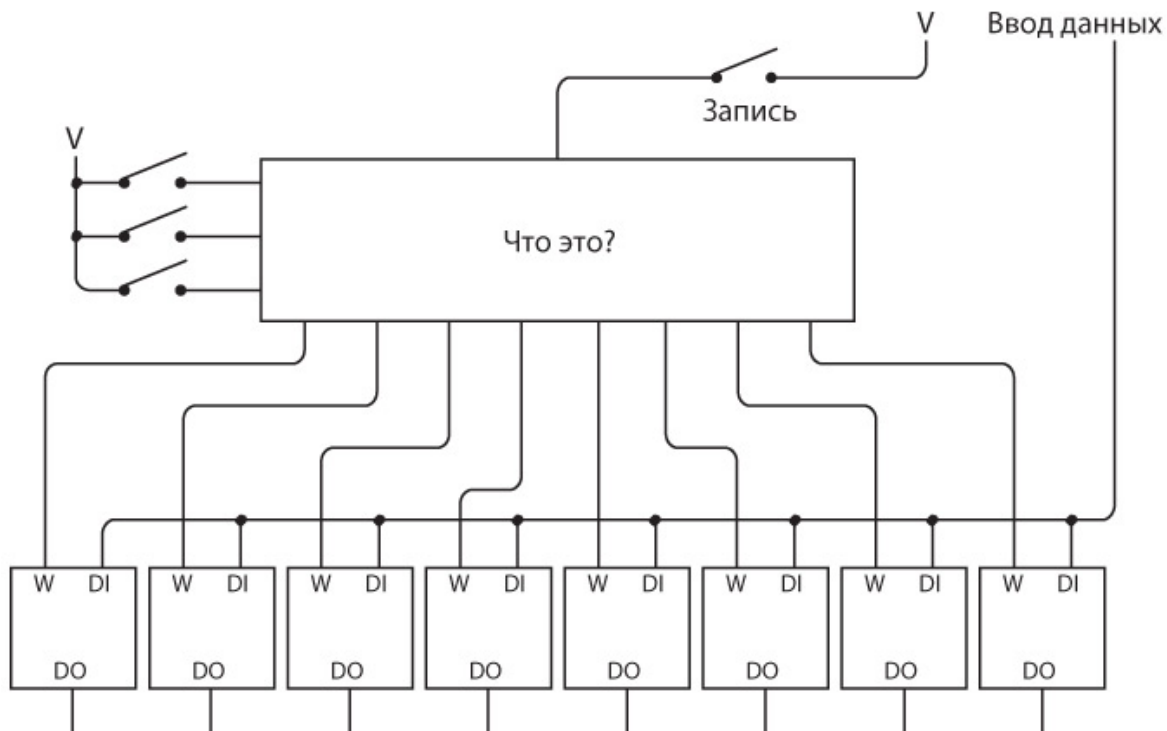 V Ввод данных
Запись
V
Что это?
W DI W DI W DI W DI W DI W DI W DI W DI
DO DO DO DO DO DO DO DO